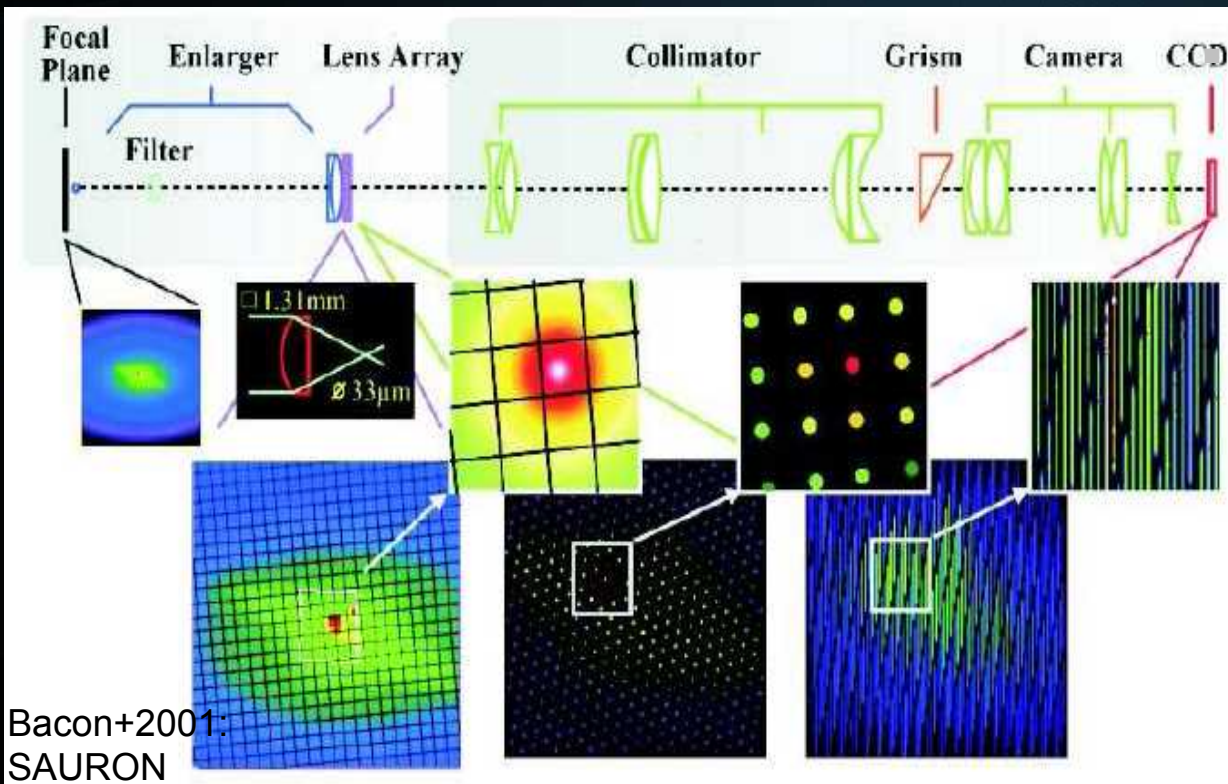 Focal
Plane
Enlarger
Lens Array
Collimator
Grism
Camera
CCD
Filter
□ 1.31mm
ø 33µm
Bacon+2001:
SAURON